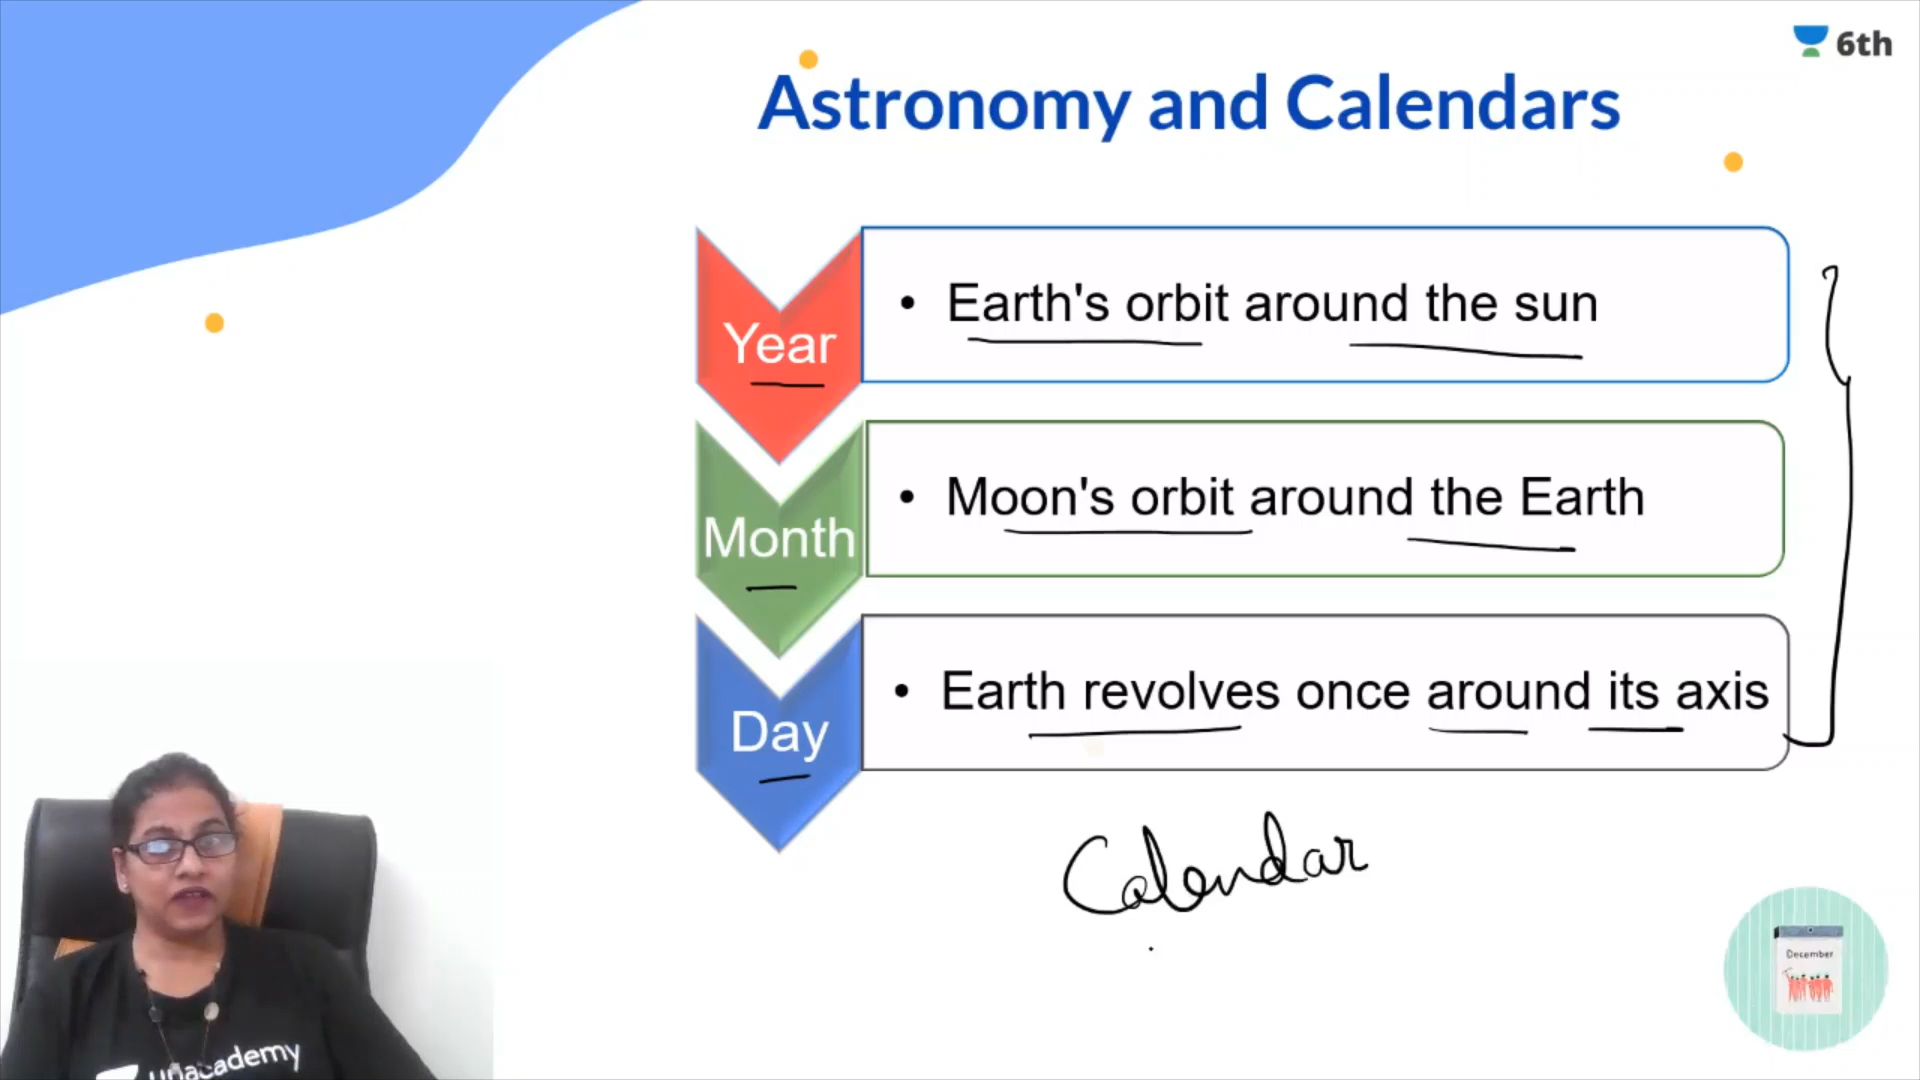 6th
Astronomy and Calendars
Year
• Earth's orbit around the sun
Month
• Moon's orbit around the Earth
Day
• Earth revolves once around its axis
Calendar
December
unacademy